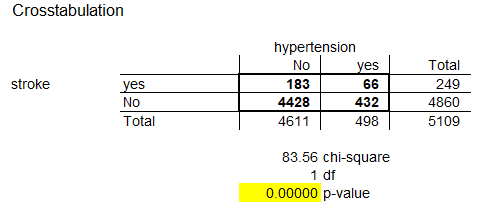 Crosstabulation
hypertension
No yes Total
stroke yes 183 66 249
No 4428 432 4860
Total 4611 498 5109
83.56 chi-square
1 df
0.00000 p-value